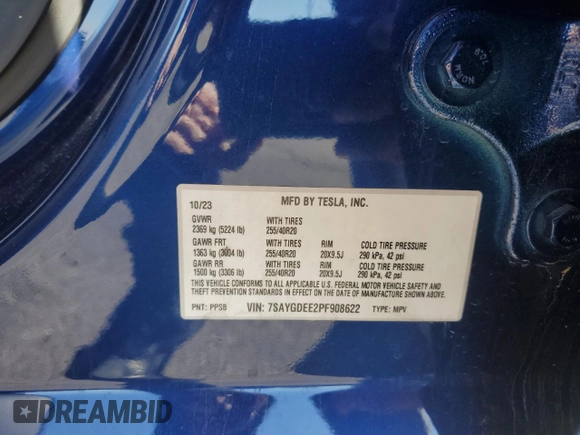 10/23 MFD BY TESLA, INC.
GVWR WITH TIRES
2369 kg (5224 lb) 255/40R20
GAWR FRT WITH TIRES RIM COLD TIRE PRESSURE
1363 kg (3004 lb) 255/40R20 20X9.5J 290 kPa, 42 psi
GAWR RR WITH TIRES RIM COLD TIRE PRESSURE
1500 kg (3306 lb) 255/40R20 20X9.5J 290 kPa, 42 psi
THIS VEHICLE CONFORMS TO ALL APPLICABLE U.S. FEDERAL MOTOR VEHICLE SAFETY AND
THEFT PREVENTION STANDARDS IN EFFECT ON THE DATE OF MANUFACTURE SHOWN ABOVE.
PNT: PPSB VIN: 7SAYGDEE2PF908622 TYPE: MPV
DREAMBID